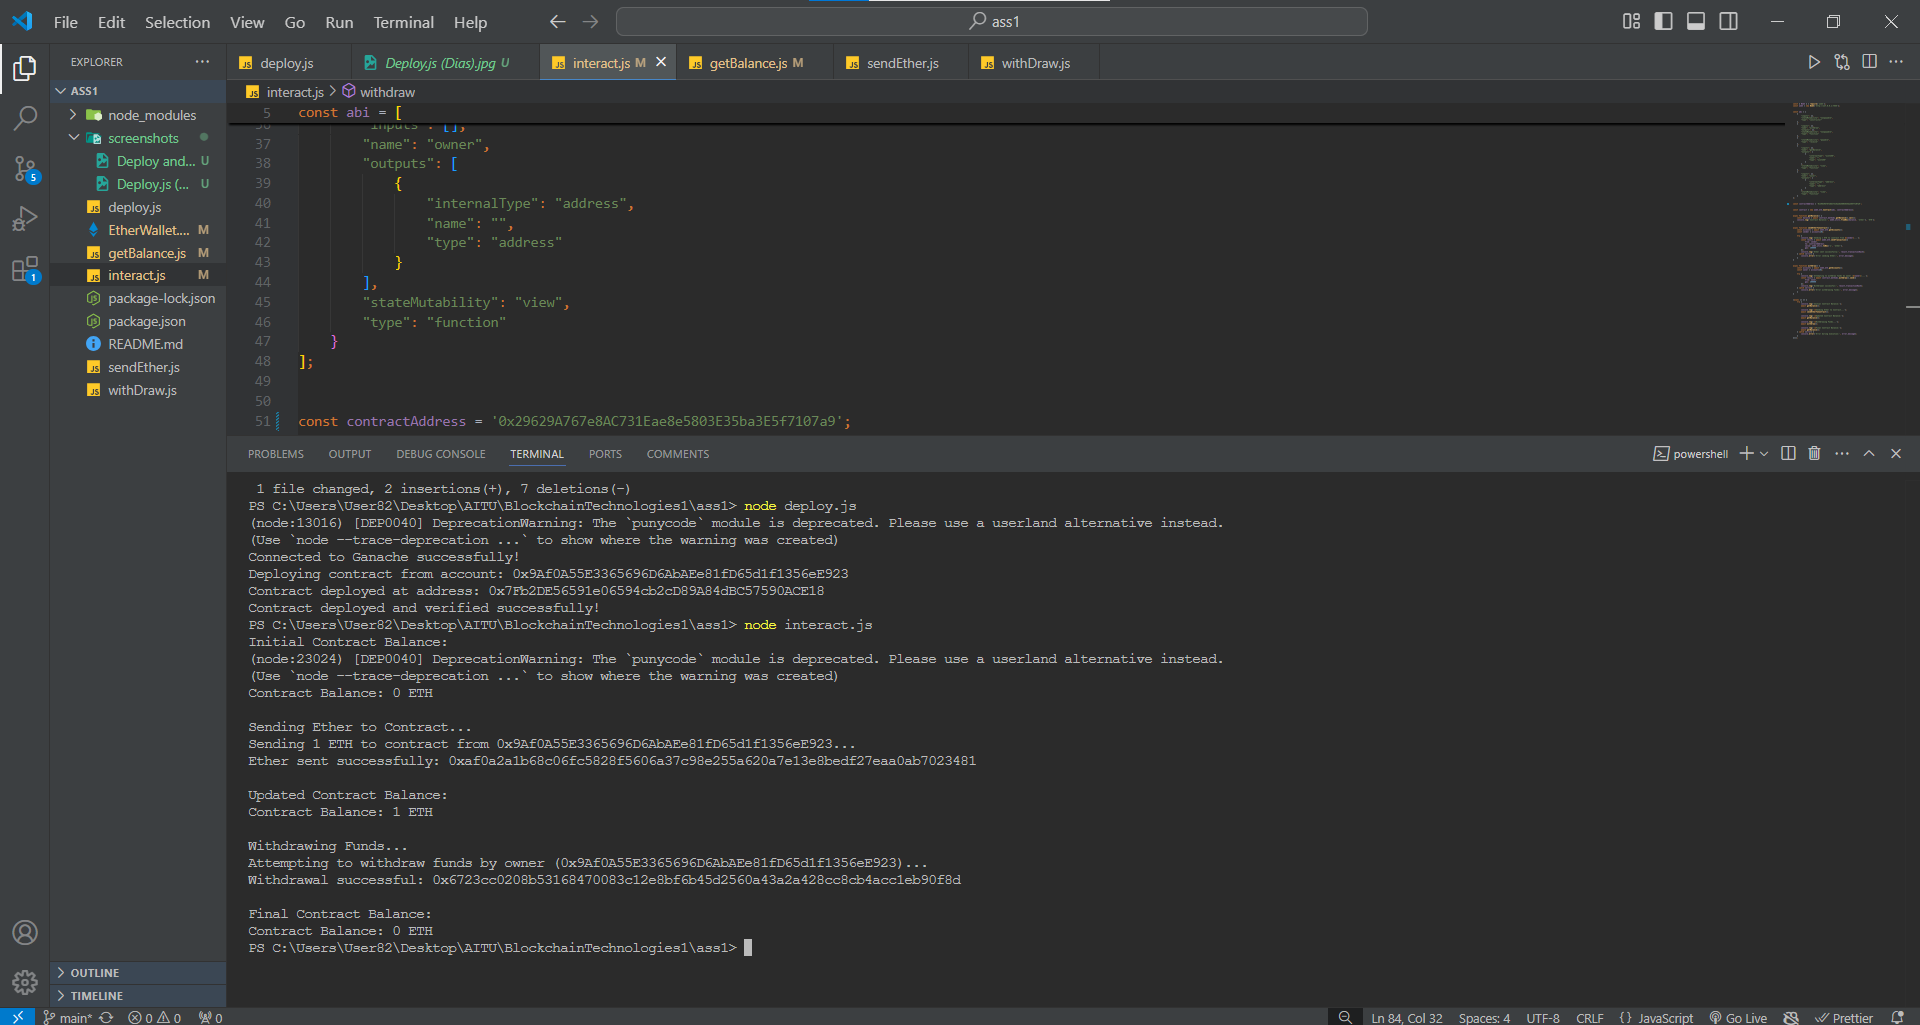 File Edit Selection View Go Run Terminal Help
ass1
EXPLORER
ASS1
node_modules
screenshots
Deploy and... U
Deploy.js (... U
deploy.js
EtherWallet.... M
getBalance.js M
interact.js M
package-lock.json
package.json
README.md
sendEther.js
withDraw.js
OUTLINE
TIMELINE
5
1
deploy.js
Deploy.js (Dias).jpg U
interact.js M
getBalance.js M
sendEther.js
withDraw.js
interact.js > withdraw
5 const abi = [
36 "inputs": [],
37 "name": "owner",
38 "outputs": [
39 {
40 "internalType": "address",
41 "name": "",
42 "type": "address"
43 }
44 ],
45 "stateMutability": "view",
46 "type": "function"
47 }
48 ];
49
50
51 const contractAddress = '0x29629A767e8AC731Eae8e5803E35ba3E5f7107a9';
PROBLEMS OUTPUT DEBUG CONSOLE TERMINAL PORTS COMMENTS
powershell
1 file changed, 2 insertions(+), 7 deletions(-)
PS C:\Users\User82\Desktop\AITU\BlockchainTechnologies1\ass1> node deploy.js
(node:13016) [DEP0040] DeprecationWarning: The `punycode` module is deprecated. Please use a userland alternative instead.
(Use `node --trace-deprecation ...` to show where the warning was created)
Connected to Ganache successfully!
Deploying contract from account: 0x9Af0A55E3365696D6AbAEe81fD65d1f1356eE923
Contract deployed at address: 0x7Fb2DE56591e06594cb2cD89A84dBC57590ACE18
Contract deployed and verified successfully!
PS C:\Users\User82\Desktop\AITU\BlockchainTechnologies1\ass1> node interact.js
Initial Contract Balance:
(node:23024) [DEP0040] DeprecationWarning: The `punycode` module is deprecated. Please use a userland alternative instead.
(Use `node --trace-deprecation ...` to show where the warning was created)
Contract Balance: 0 ETH
Sending Ether to Contract...
Sending 1 ETH to contract from 0x9Af0A55E3365696D6AbAEe81fD65d1f1356eE923...
Ether sent successfully: 0xaf0a2a1b68c06fc5828f5606a37c98e255a620a7e13e8bedf27eaa0ab7023481
Updated Contract Balance:
Contract Balance: 1 ETH
Withdrawing Funds...
Attempting to withdraw funds by owner (0x9Af0A55E3365696D6AbAEe81fD65d1f1356eE923)...
Withdrawal successful: 0x6723cc0208b53168470083c12e8bf6b45d2560a43a2a428cc8cb4acc1eb90f8d
Final Contract Balance:
Contract Balance: 0 ETH
PS C:\Users\User82\Desktop\AITU\BlockchainTechnologies1\ass1>
main* 0 0 0
Ln 84, Col 32 Spaces: 4 UTF-8 CRLF {} JavaScript Go Live Prettier